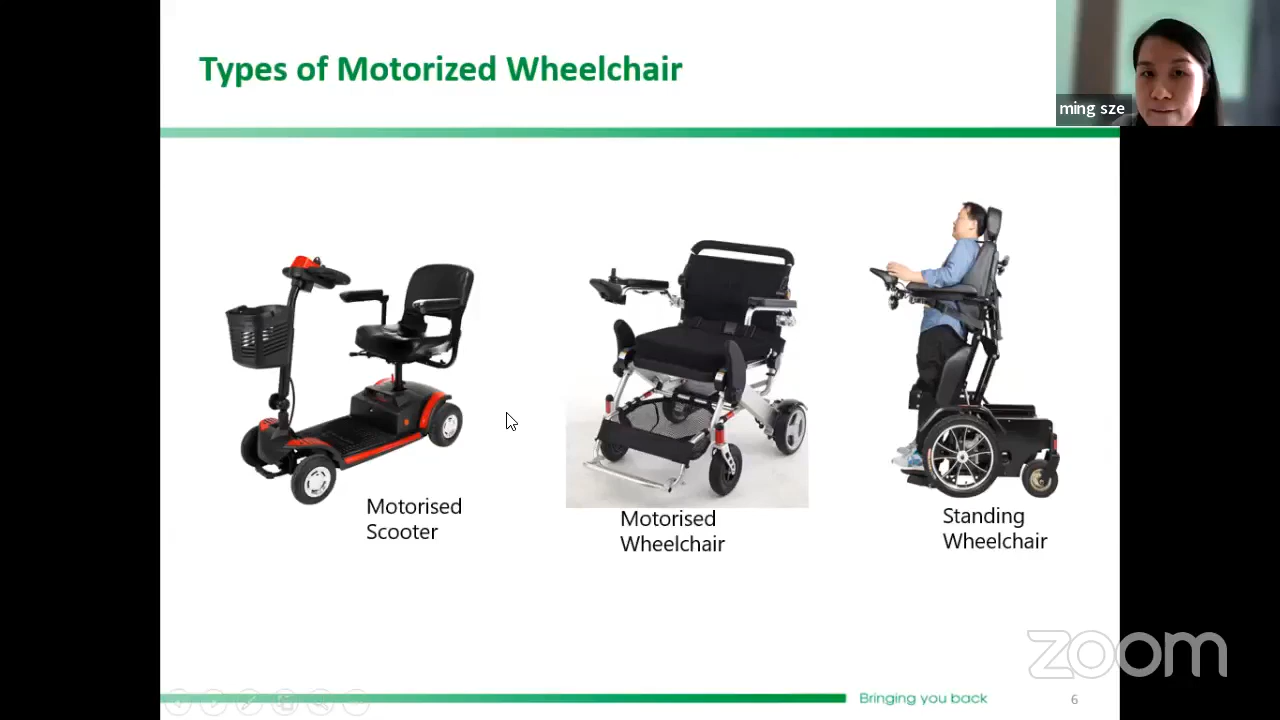 Types of Motorized Wheelchair
ming sze
Motorised
Scooter
Motorised
Wheelchair
Standing
Wheelchair
zoom
Bringing you back
6